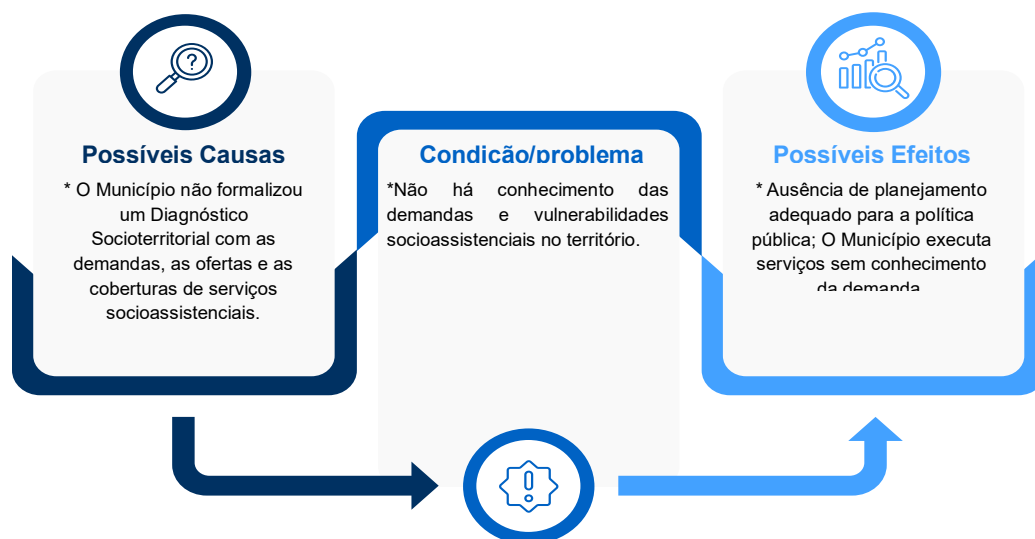 Possíveis Causas
* O Município não formalizou
um Diagnóstico
Socioterritorial com as
demandas, as ofertas e as
coberturas de serviços
socioassistenciais.
Condição/problema
*Não há conhecimento das
demandas e vulnerabilidades
socioassistenciais no território.
Possíveis Efeitos
* Ausência de planejamento
adequado para a política
pública; O Município executa
serviços sem conhecimento
da demanda